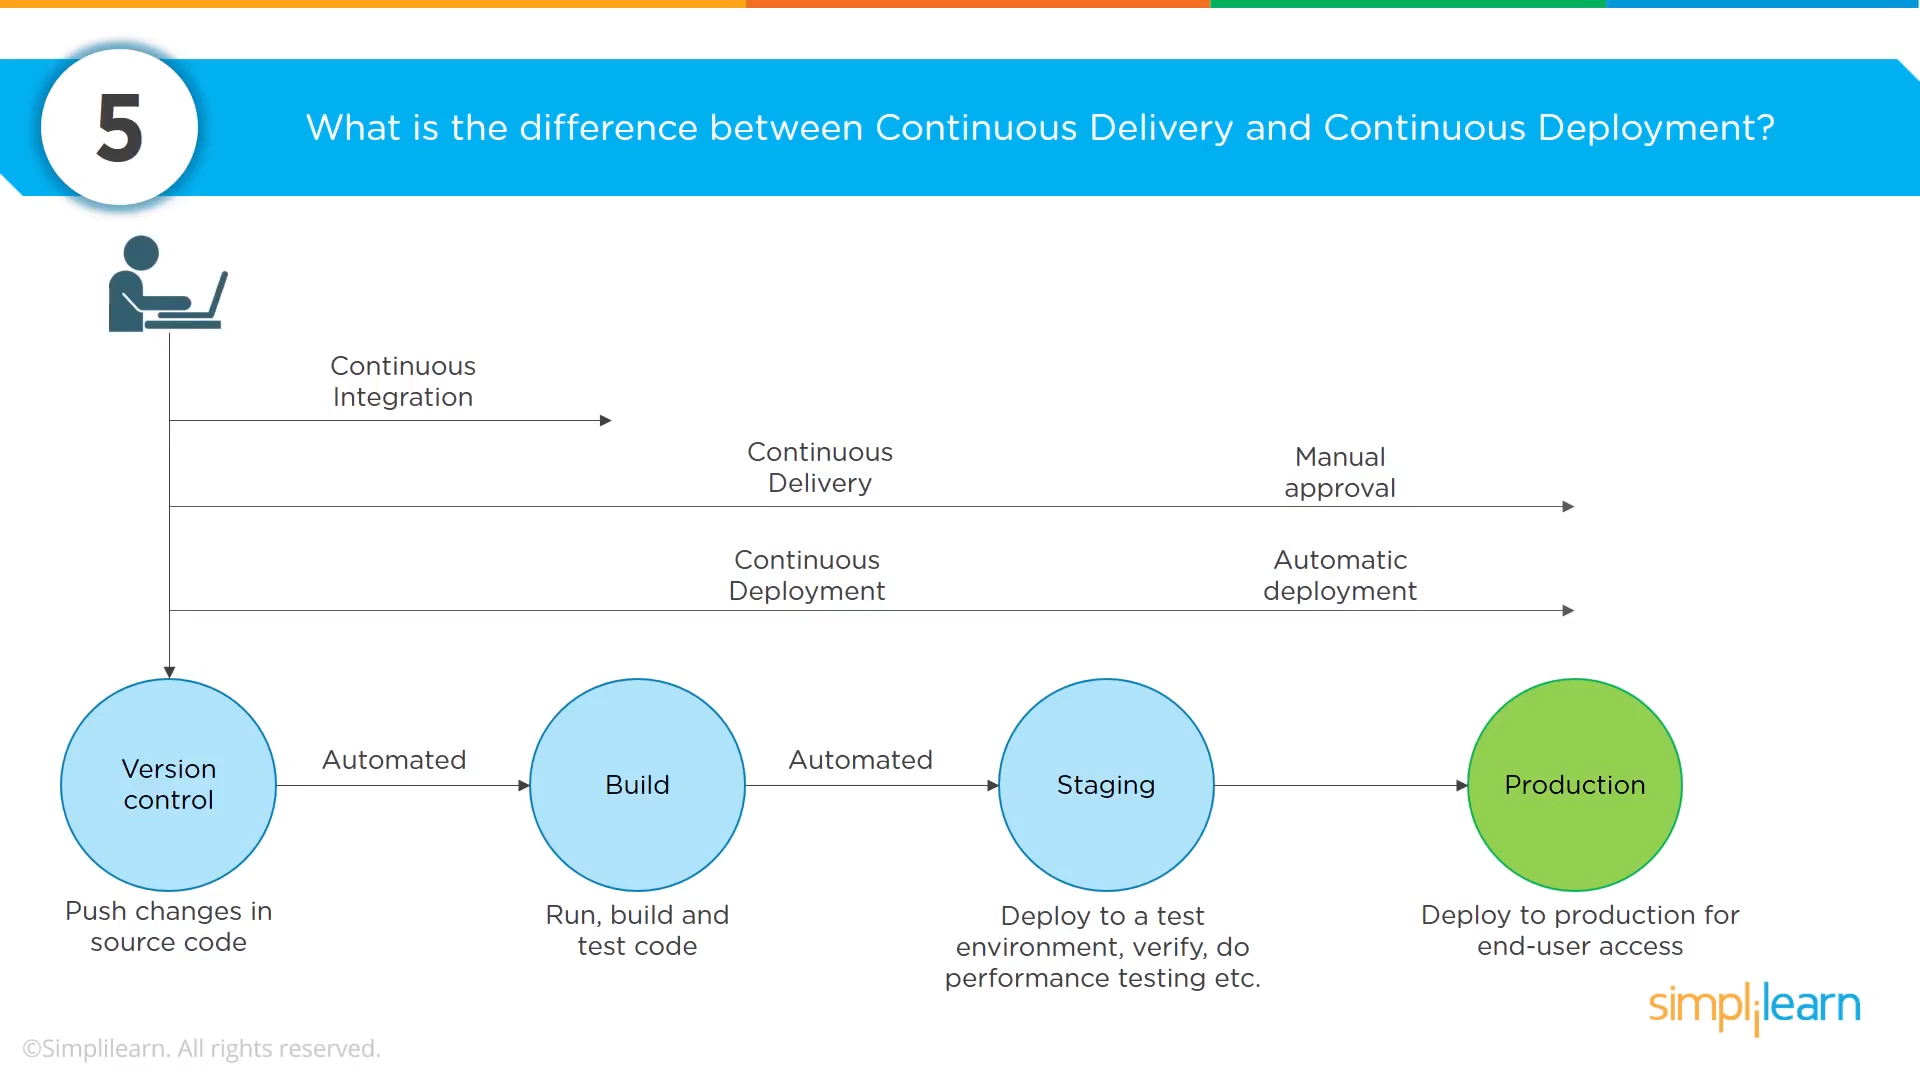 5
What is the difference between Continuous Delivery and Continuous Deployment?
Continuous
Integration
Continuous
Delivery
Manual
approval
Continuous
Deployment
Automatic
deployment
Version
control
Automated
Build
Automated
Staging
Production
Push changes in
source code
Run, build and
test code
Deploy to a test
environment, verify, do
performance testing etc.
Deploy to production for
end-user access
simplilearn
©Simplilearn. All rights reserved.